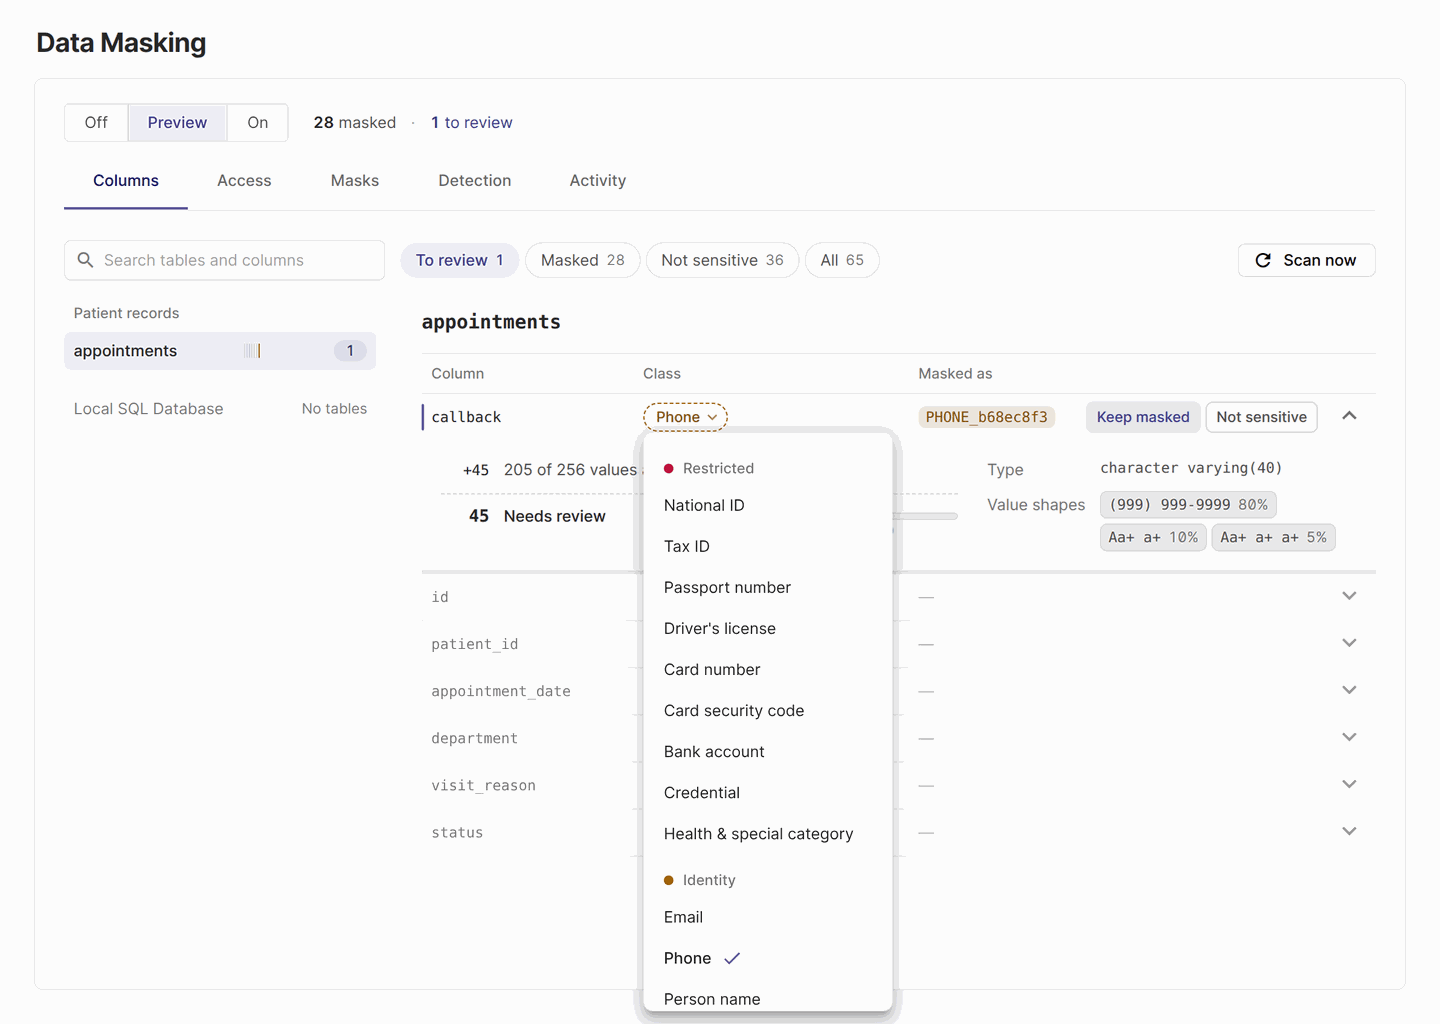 Data Masking
Off Preview On 28 masked · 1 to review
Columns Access Masks Detection Activity
Search tables and columns
To review 1 Masked 28 Not sensitive 36 All 65 Scan now
Patient records
appointments 1
Local SQL Database No tables
appointments
Column Class Masked as
callback Phone PHONE_b68ec8f3 Keep masked Not sensitive
+45 205 of 256 values
45 Needs review
Type character varying(40)
Value shapes (999) 999-9999 80%
Aa+ a+ 10% Aa+ a+ a+ 5%
id —
patient_id —
appointment_date —
department —
visit_reason —
status —
Restricted
National ID
Tax ID
Passport number
Driver's license
Card number
Card security code
Bank account
Credential
Health & special category
Identity
Email
Phone
Person name